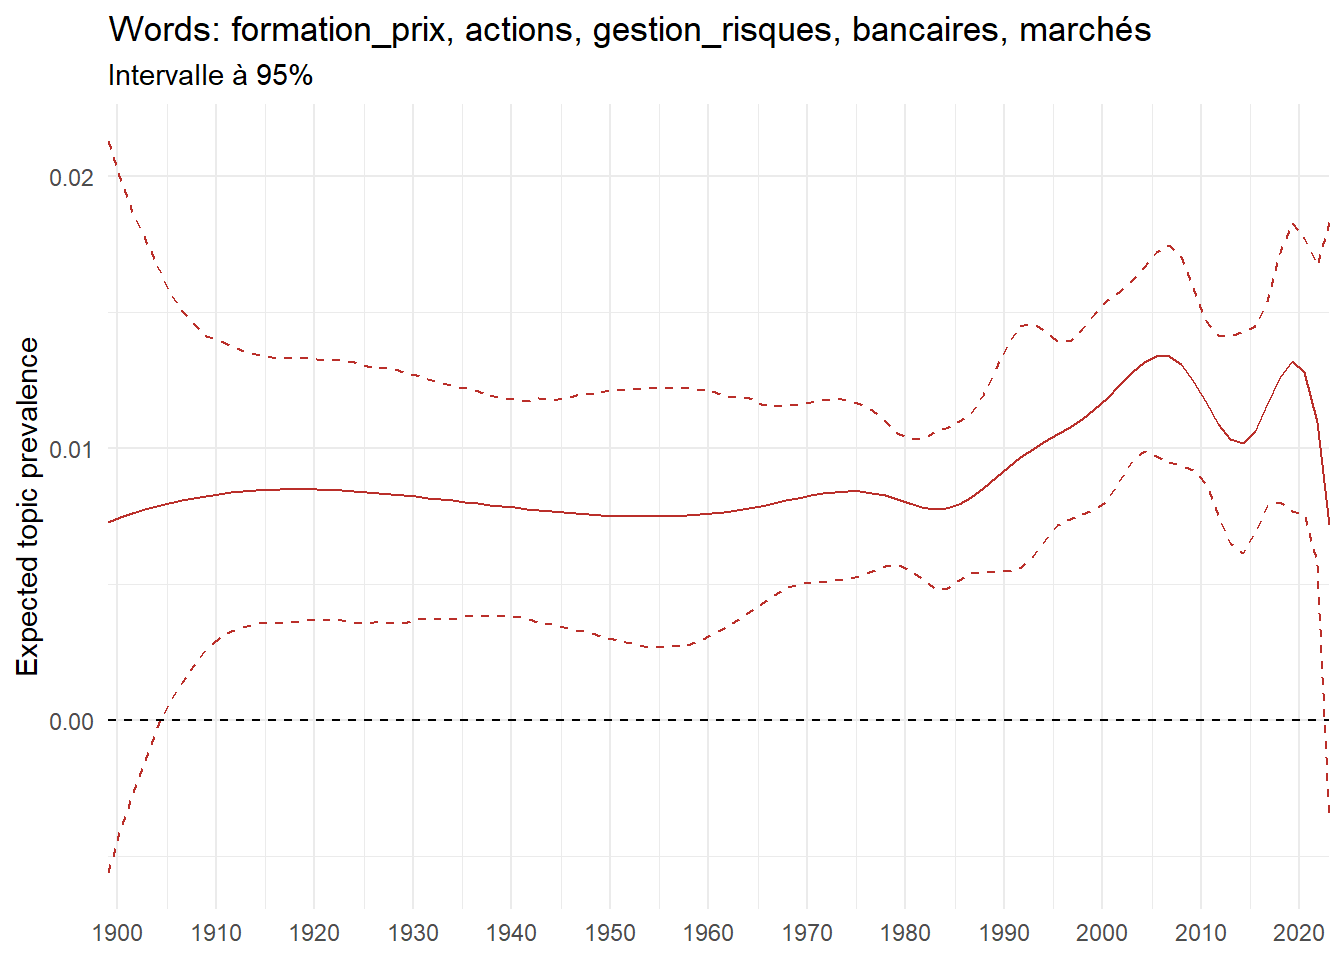 Words: formation_prix, actions, gestion_risques, bancaires, marchés
Intervalle à 95%
Expected topic prevalence
0.02
0.01
0.00
1900 1910 1920 1930 1940 1950 1960 1970 1980 1990 2000 2010 2020